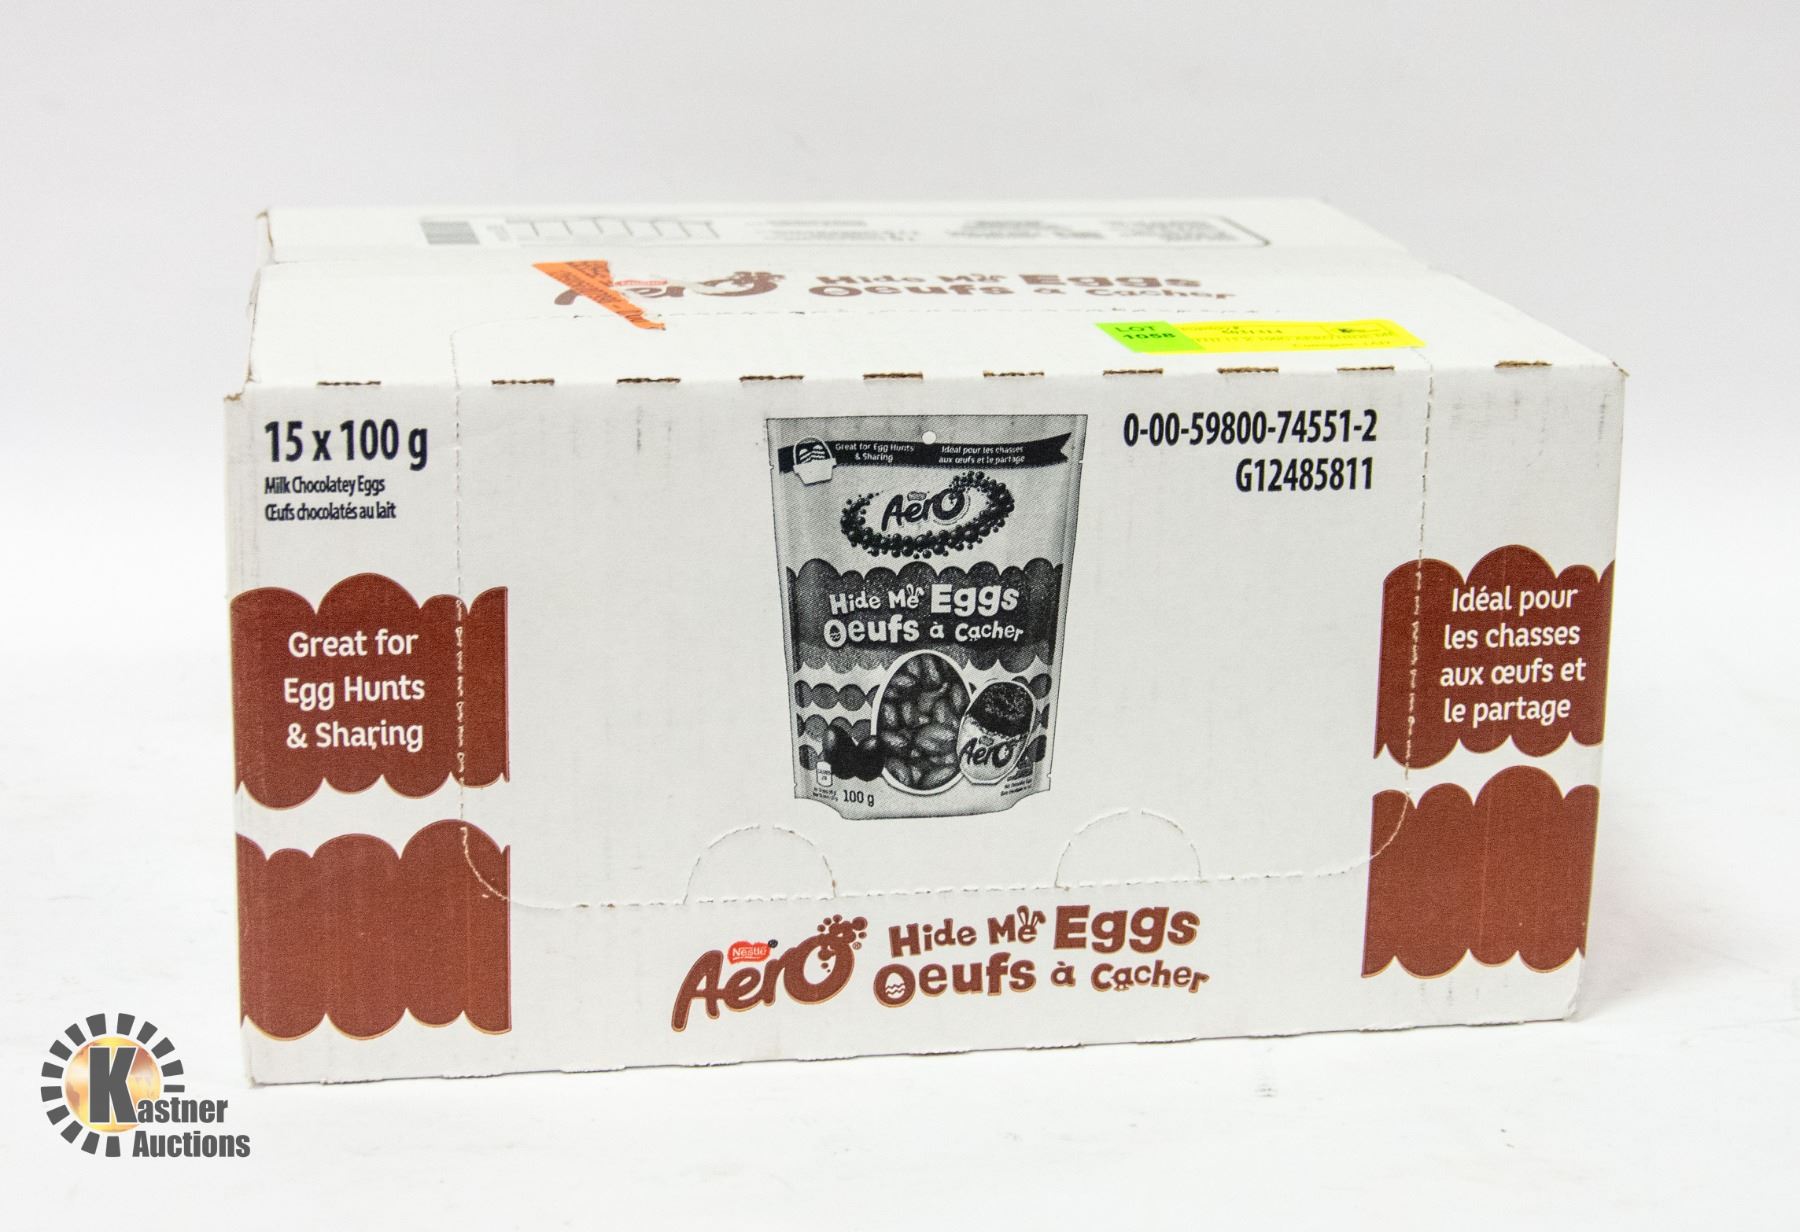 Aero Hide Me Eggs
Oeufs à Cacher
LOT
1058
15 x 100 g
Milk Chocolatey Eggs
Œufs chocolatés au lait
0-00-59800-74551-2
G12485811
Great for Egg Hunts
& Sharing
Idéal pour les chasses
aux œufs et le partage
Aero
Hide Me Eggs
Oeufs à Cacher
Aero
100 g
Great for
Egg Hunts
& Sharing
Idéal pour
les chasses
aux œufs et
le partage
Nestlé
Aero
Hide Me Eggs
Oeufs à Cacher
Kastner
Auctions